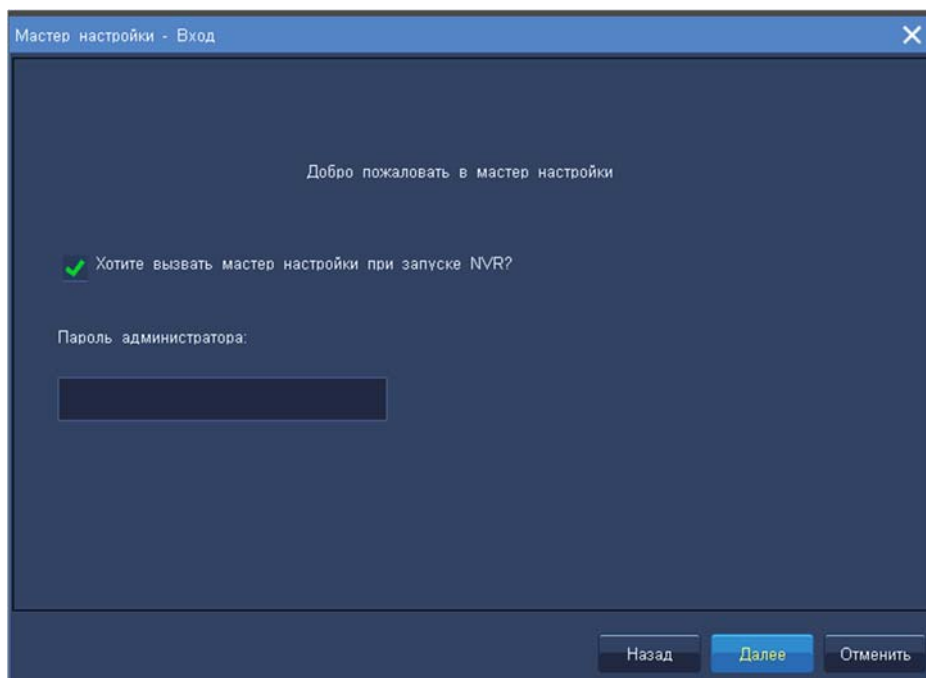 Мастер настройки - Вход
Добро пожаловать в мастер настройки
Хотите вызвать мастер настройки при запуске NVR?
Пароль администратора:
Назад Далее Отменить